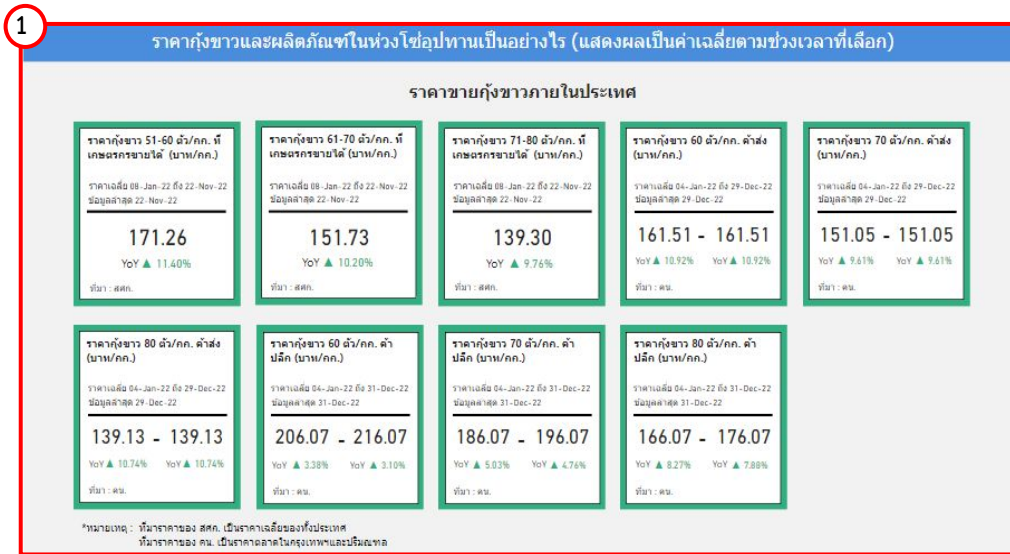 1
ราคากุ้งขาวและผลิตภัณฑ์ในห่วงโซ่อุปทานเป็นอย่างไร (แสดงผลเป็นค่าเฉลี่ยตามช่วงเวลาที่เลือก)
ราคาขายกุ้งขาวภายในประเทศ
ราคากุ้งขาว 51-60 ตัว/กก. ที่
เกษตรกรขายได้ (บาท/กก.)
ราคาเฉลี่ย 08-Jan-22 ถึง 22-Nov-22
ข้อมูลล่าสุด 22-Nov-22
171.26
YoY ▲ 11.40%
ที่มา : สศก.
ราคากุ้งขาว 61-70 ตัว/กก. ที่
เกษตรกรขายได้ (บาท/กก.)
ราคาเฉลี่ย 08-Jan-22 ถึง 22-Nov-22
ข้อมูลล่าสุด 22-Nov-22
151.73
YoY ▲ 10.20%
ที่มา : สศก.
ราคากุ้งขาว 71-80 ตัว/กก. ที่
เกษตรกรขายได้ (บาท/กก.)
ราคาเฉลี่ย 08-Jan-22 ถึง 22-Nov-22
ข้อมูลล่าสุด 22-Nov-22
139.30
YoY ▲ 9.76%
ที่มา : สศก.
ราคากุ้งขาว 60 ตัว/กก. ค้าส่ง
(บาท/กก.)
ราคาเฉลี่ย 04-Jan-22 ถึง 29-Dec-22
ข้อมูลล่าสุด 29-Dec-22
161.51 - 161.51
YoY ▲ 10.92% YoY ▲ 10.92%
ที่มา : คน.
ราคากุ้งขาว 70 ตัว/กก. ค้าส่ง
(บาท/กก.)
ราคาเฉลี่ย 04-Jan-22 ถึง 29-Dec-22
ข้อมูลล่าสุด 29-Dec-22
151.05 - 151.05
YoY ▲ 9.61% YoY ▲ 9.61%
ที่มา : คน.
ราคากุ้งขาว 80 ตัว/กก. ค้าส่ง
(บาท/กก.)
ราคาเฉลี่ย 04-Jan-22 ถึง 29-Dec-22
ข้อมูลล่าสุด 29-Dec-22
139.13 - 139.13
YoY ▲ 10.74% YoY ▲ 10.74%
ที่มา : คน.
ราคากุ้งขาว 60 ตัว/กก. ค้า
ปลีก (บาท/กก.)
ราคาเฉลี่ย 04-Jan-22 ถึง 31-Dec-22
ข้อมูลล่าสุด 31-Dec-22
206.07 - 216.07
YoY ▲ 3.38% YoY ▲ 3.10%
ที่มา : คน.
ราคากุ้งขาว 70 ตัว/กก. ค้า
ปลีก (บาท/กก.)
ราคาเฉลี่ย 04-Jan-22 ถึง 31-Dec-22
ข้อมูลล่าสุด 31-Dec-22
186.07 - 196.07
YoY ▲ 5.03% YoY ▲ 4.76%
ที่มา : คน.
ราคากุ้งขาว 80 ตัว/กก. ค้า
ปลีก (บาท/กก.)
ราคาเฉลี่ย 04-Jan-22 ถึง 31-Dec-22
ข้อมูลล่าสุด 31-Dec-22
166.07 - 176.07
YoY ▲ 8.27% YoY ▲ 7.88%
ที่มา : คน.
*หมายเหตุ : ที่มาราคาของ สศก. เป็นราคาเฉลี่ยของทั้งประเทศ
ที่มาราคาของ คน. เป็นราคาตลาดในกรุงเทพฯและปริมณฑล